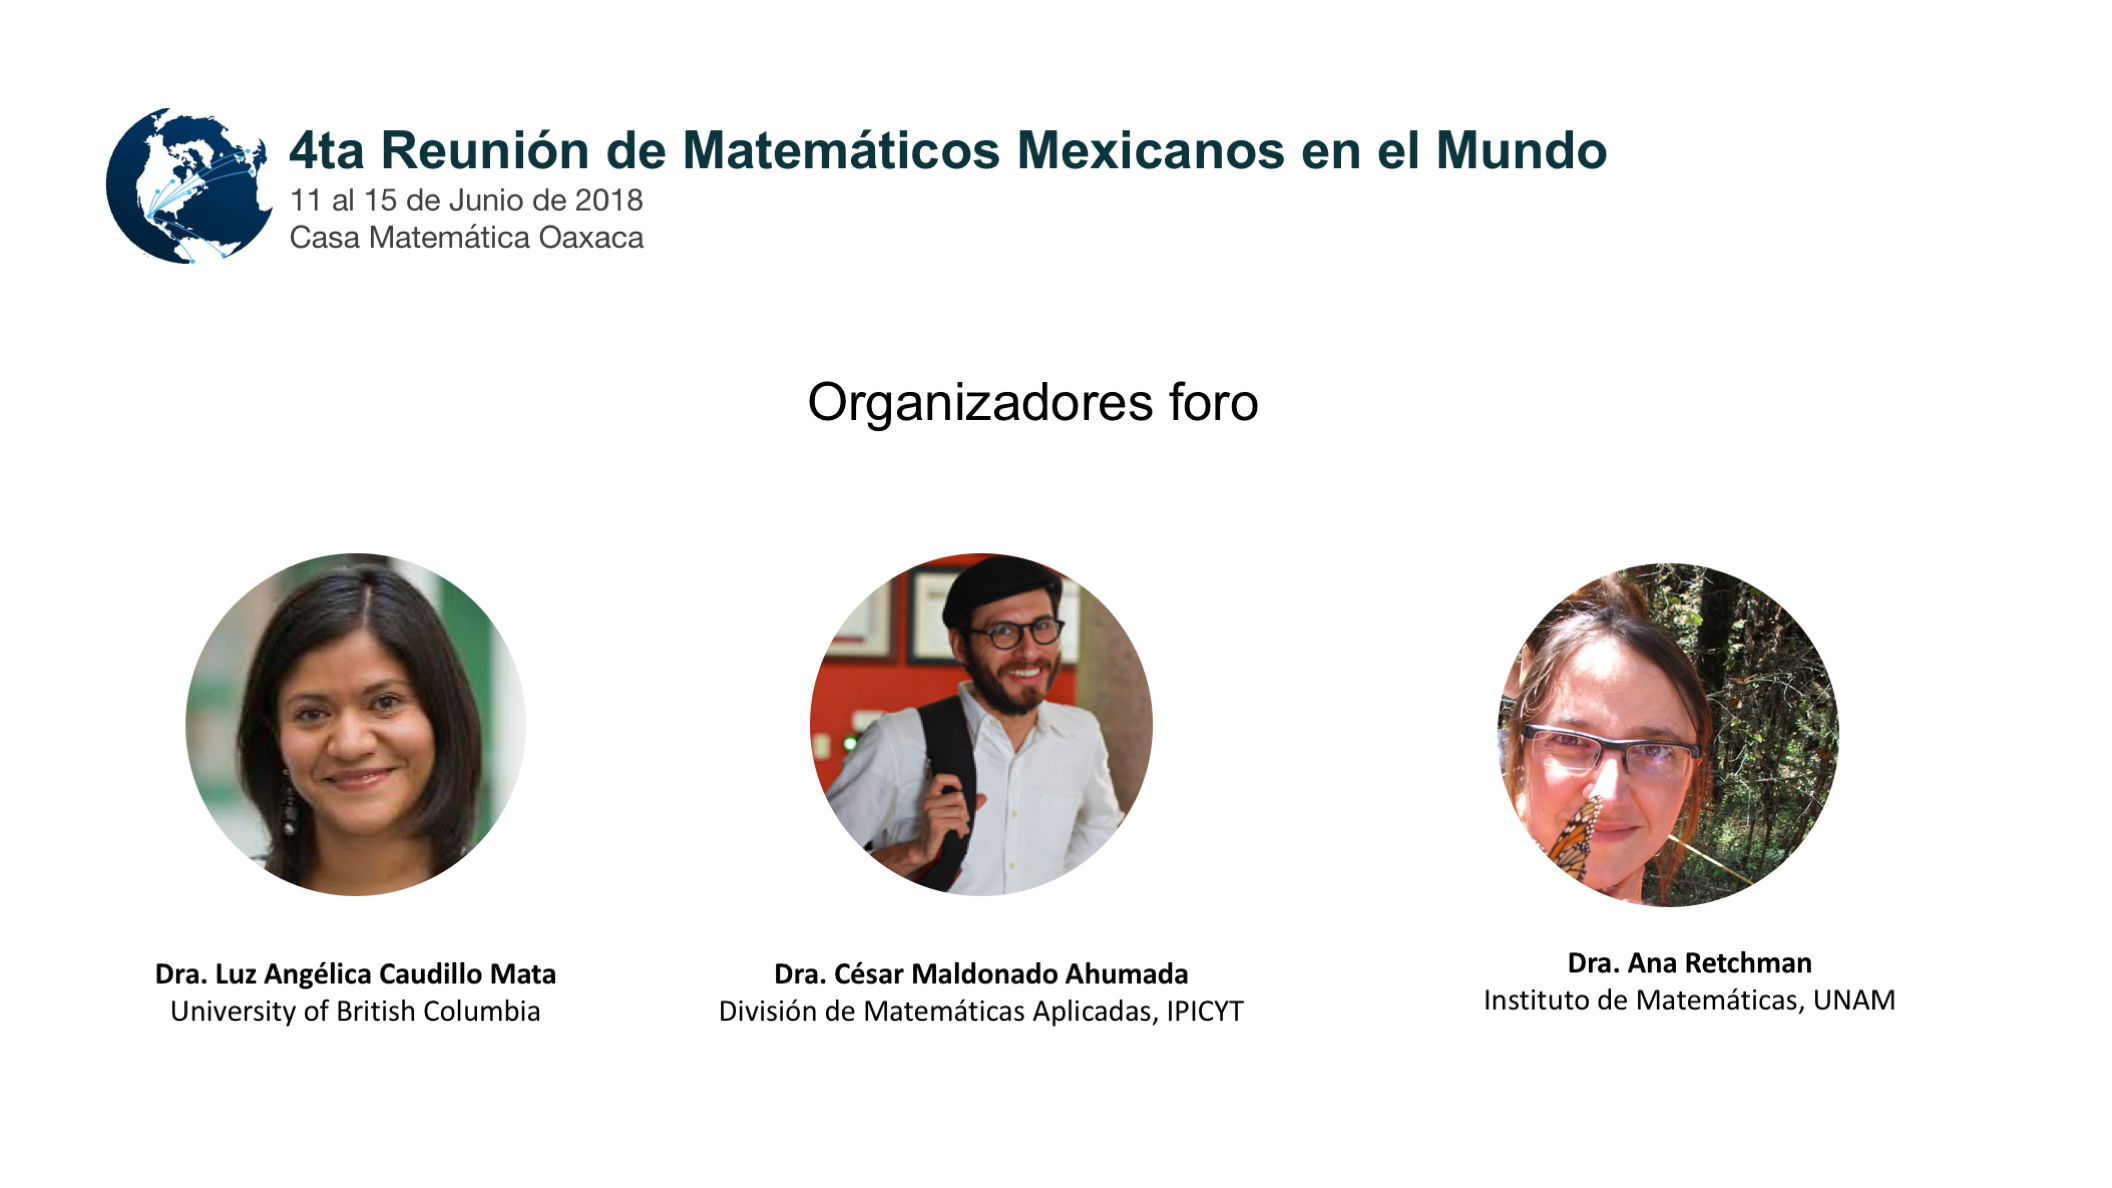 4ta Reunión de Matemáticos Mexicanos en el Mundo
11 al 15 de Junio de 2018
Casa Matemática Oaxaca
Organizadores foro
Dra. Luz Angélica Caudillo Mata
University of British Columbia
Dra. César Maldonado Ahumada
División de Matemáticas Aplicadas, IPICYT
Dra. Ana Retchman
Instituto de Matemáticas, UNAM